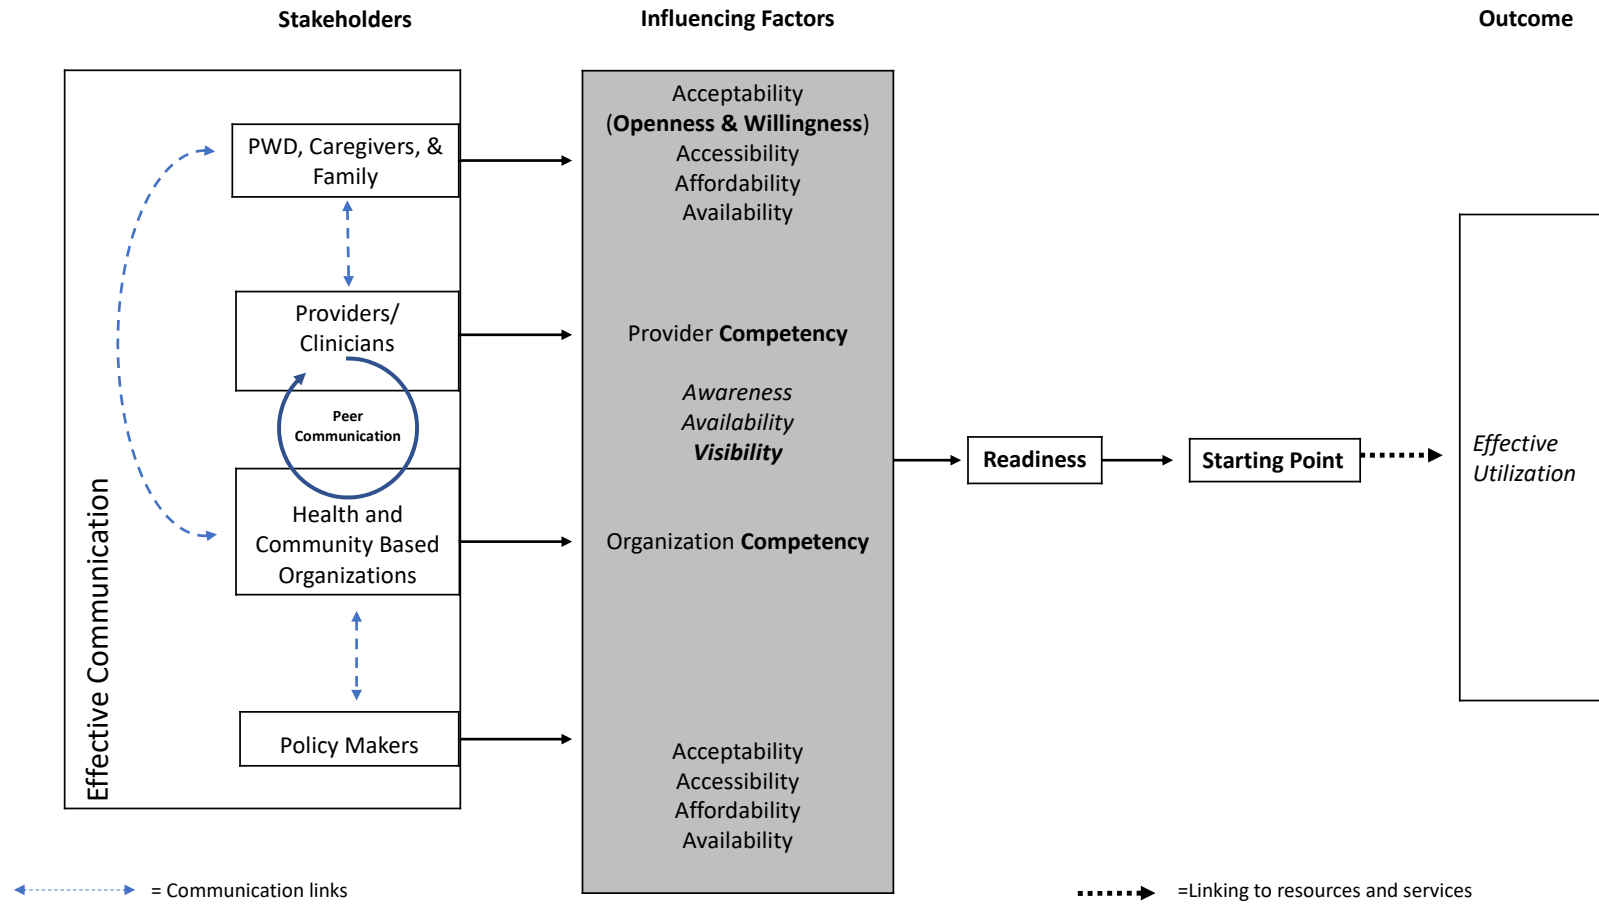 Stakeholders
Influencing Factors
Outcome
Effective Communication
PWD, Caregivers, &
Family
Providers/
Clinicians
Peer
Communication
Health and
Community Based
Organizations
Policy Makers
Acceptability
(Openness & Willingness)
Accessibility
Affordability
Availability
Provider Competency
Awareness
Availability
Visibility
Organization Competency
Acceptability
Accessibility
Affordability
Availability
Readiness
Starting Point
Effective
Utilization
= Communication links
=Linking to resources and services